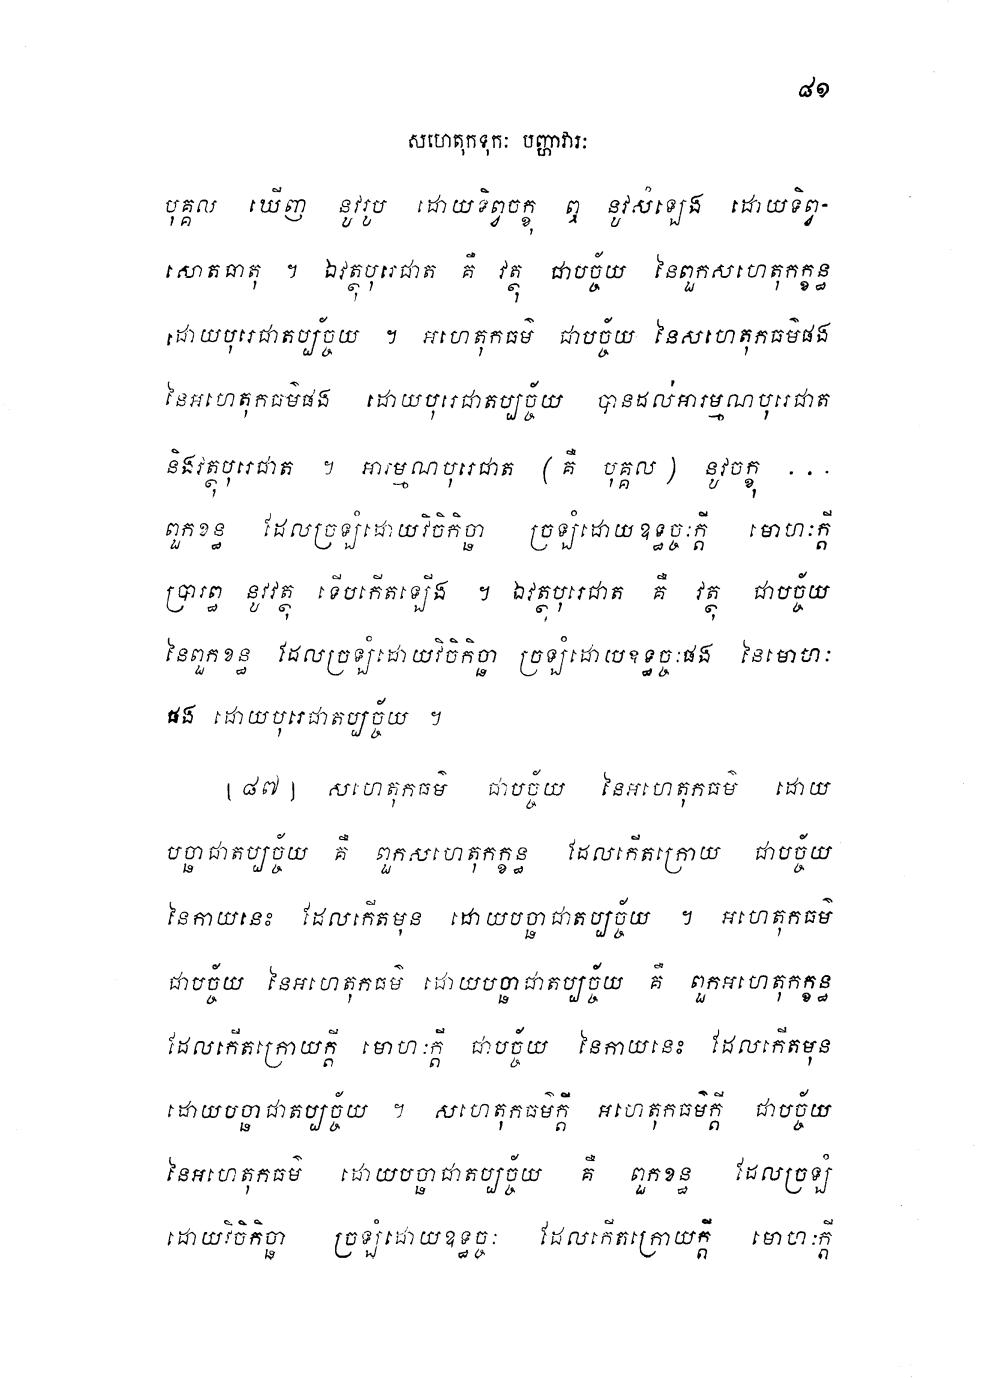 ៨១
សហេតុកទុកៈ បញ្ហាវារៈ
បុគ្គល ឃើញ នូវរូប ដោយទិព្វចក្ខុ ឮ នូវសំឡេង ដោយទិព្វ-
សោតធាតុ ។ ឯវត្ថុបុរេជាត គឺ វត្ថុ ជាបច្ច័យ នៃពួកសហេតុកក្ខន្ធ
ដោយបុរេជាតប្បច្ច័យ ។ អហេតុកធម៌ ជាបច្ច័យ នៃសហេតុកធម៌ផង
នៃអហេតុកធម៌ផង ដោយបុរេជាតប្បច្ច័យ បានដល់អារម្មណបុរេជាត
និងវត្ថុបុរេជាត ។ អារម្មណបុរេជាត (គឺ បុគ្គល) នូវចក្ខុ ...
ពួកខន្ធ ដែលច្រឡំដោយវិចិកិច្ឆា ច្រឡំដោយឧទ្ធច្ចៈក្តី មោហៈក្តី
ប្រារព្ធ នូវវត្ថុ ទើបកើតឡើង ។ ឯវត្ថុបុរេជាត គឺ វត្ថុ ជាបច្ច័យ
នៃពួកខន្ធ ដែលច្រឡំដោយវិចិកិច្ឆា ច្រឡំដោយឧទ្ធច្ចៈផង នៃមោហៈ
ផង ដោយបុរេជាតប្បច្ច័យ ។
[៨៧] សហេតុកធម៌ ជាបច្ច័យ នៃអហេតុកធម៌ ដោយ
បច្ឆាជាតប្បច្ច័យ គឺ ពួកសហេតុកក្ខន្ធ ដែលកើតក្រោយ ជាបច្ច័យ
នៃកាយនេះ ដែលកើតមុន ដោយបច្ឆាជាតប្បច្ច័យ ។ អហេតុកធម៌
ជាបច្ច័យ នៃអហេតុកធម៌ ដោយបច្ឆាជាតប្បច្ច័យ គឺ ពួកអហេតុកក្ខន្ធ
ដែលកើតក្រោយក្តី មោហៈក្តី ជាបច្ច័យ នៃកាយនេះ ដែលកើតមុន
ដោយបច្ឆាជាតប្បច្ច័យ ។ សហេតុកធម៌ក្តី អហេតុកធម៌ក្តី ជាបច្ច័យ
នៃអហេតុកធម៌ ដោយបច្ឆាជាតប្បច្ច័យ គឺ ពួកខន្ធ ដែលច្រឡំ
ដោយវិចិកិច្ឆា ច្រឡំដោយឧទ្ធច្ចៈ ដែលកើតក្រោយក្តី មោហៈក្តី